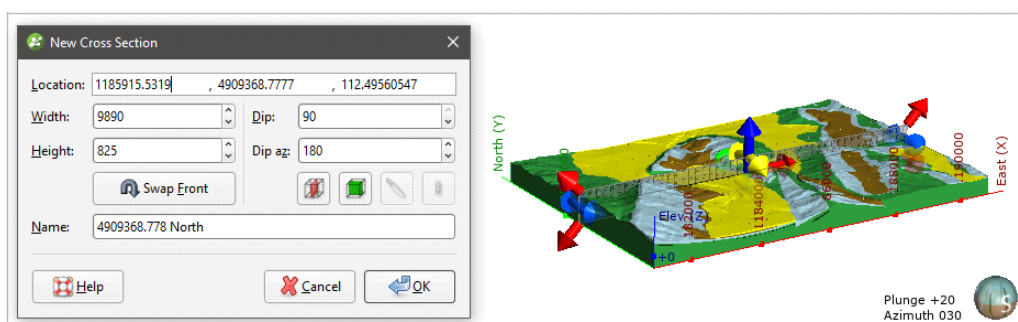 New Cross Section
Location: 1185915.5319 , 4909368.7777 , 112.49560547
Width: 9890 Dip: 90
Height: 825 Dip az: 180
Swap Front
Name: 4909368.778 North
Help Cancel OK
North (Y)
East (X)
Elev (Z)
+0
1182000
1184000
1188000
1190000
Plunge +20
Azimuth 030
S